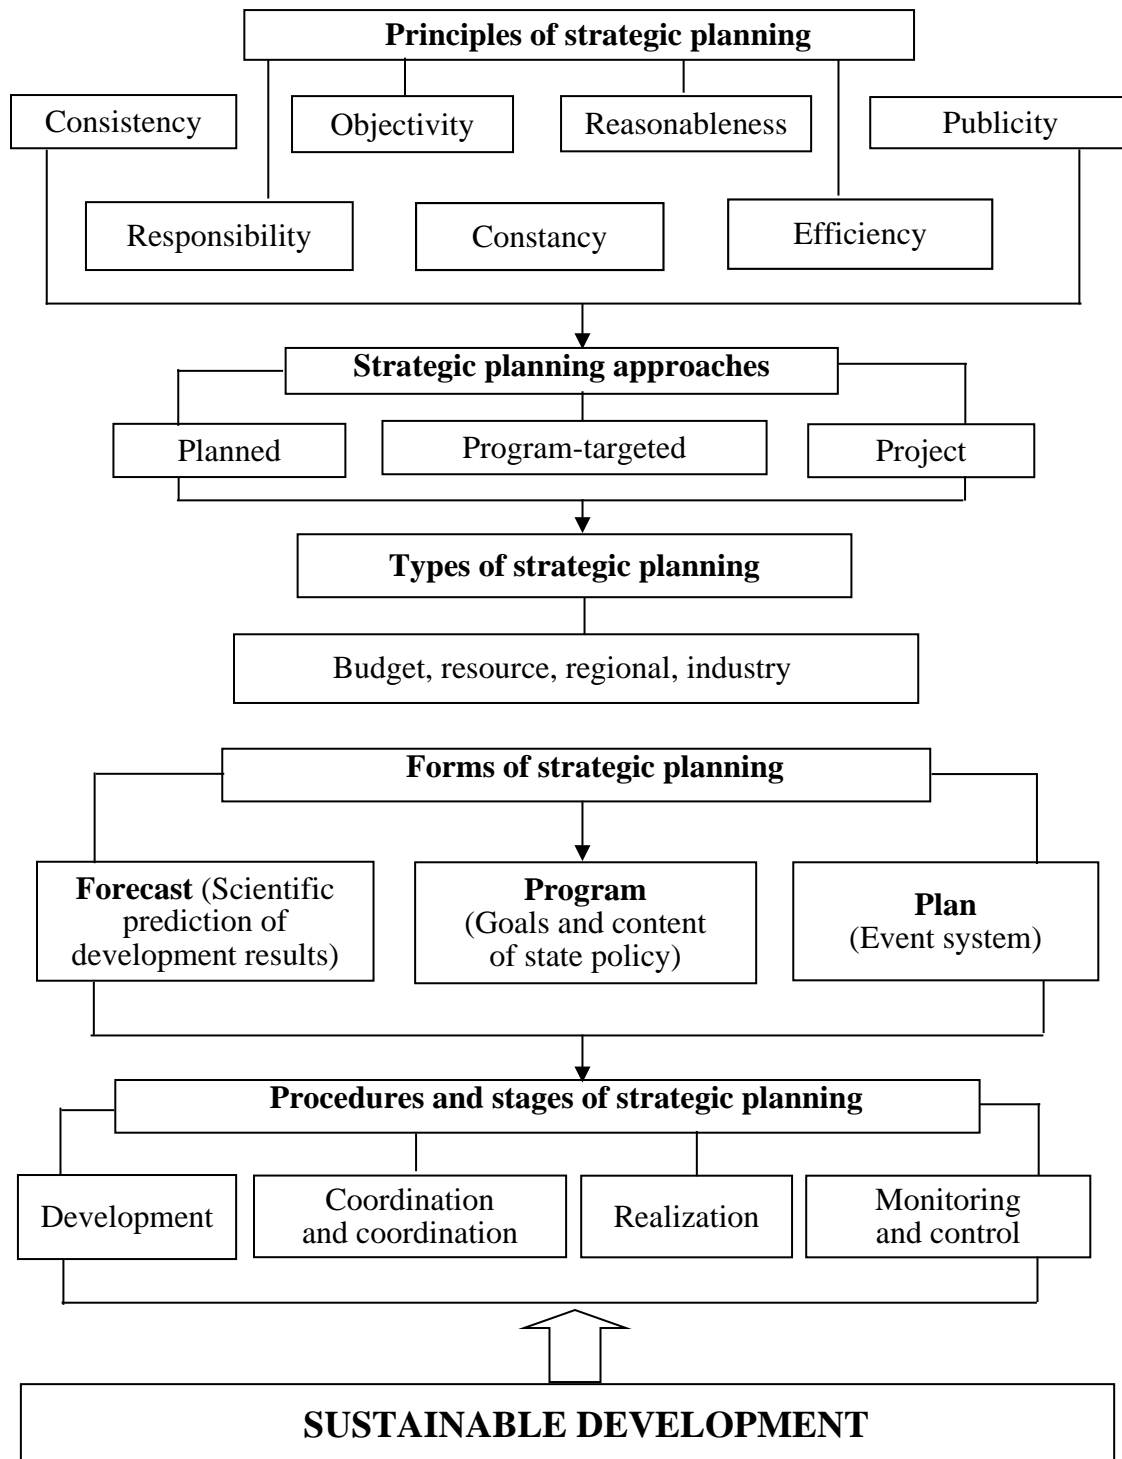 Principles of strategic planning
Consistency
Objectivity
Reasonableness
Publicity
Responsibility
Constancy
Efficiency
Strategic planning approaches
Planned
Program-targeted
Project
Types of strategic planning
Budget, resource, regional, industry
Forms of strategic planning
Forecast (Scientific
prediction of
development results)
Program
(Goals and content
of state policy)
Plan
(Event system)
Procedures and stages of strategic planning
Development
Coordination
and coordination
Realization
Monitoring
and control
SUSTAINABLE DEVELOPMENT